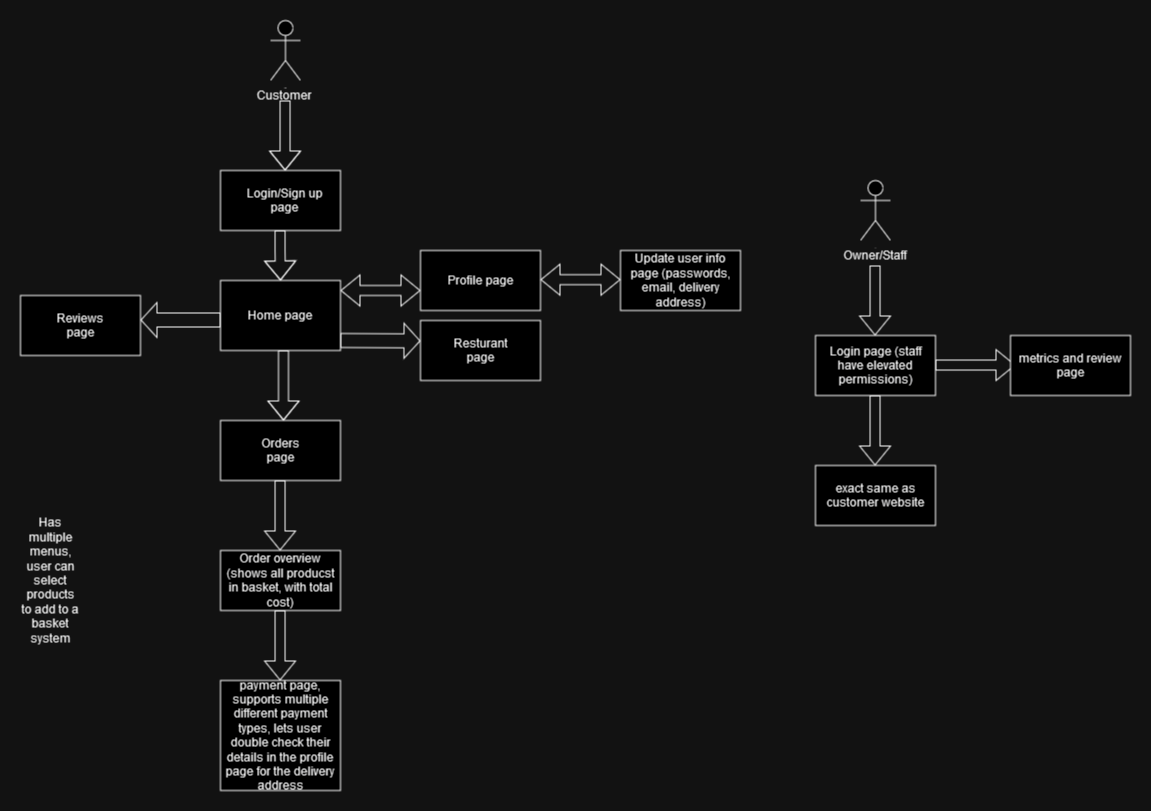 Customer
Login/Sign up
page
Home page
Reviews
page
Profile page
Update user info
page (passwords,
email, delivery
address)
Resturant
page
Orders
page
Has
multiple
menus,
user can
select
products
to add to a
basket
system
Order overview
(shows all producst
in basket, with total
cost)
payment page,
supports multiple
different payment
types, lets user
double check their
details in the profile
page for the delivery
address
Owner/Staff
Login page (staff
have elevated
permissions)
metrics and review
page
exact same as
customer website